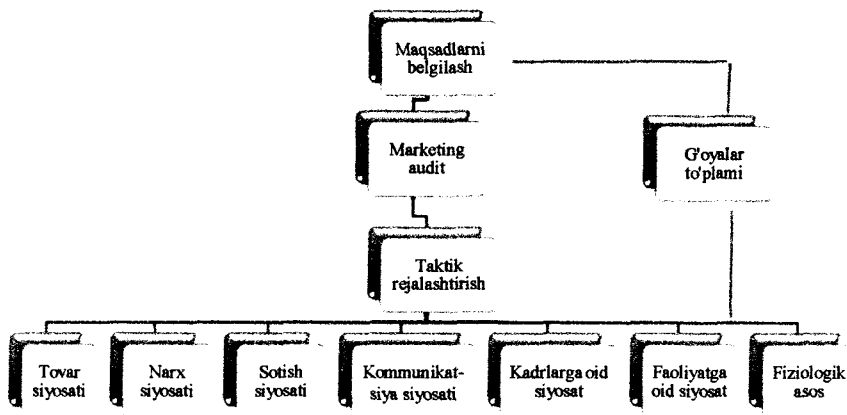 Maqsadlarni
belgilash
Marketing
audit
G'oyalar
to'plami
Taktik
rejalashtirish
Tovar
siyosati
Narx
siyosati
Sotish
siyosati
Kommunikat-
siya siyosati
Kadrlarga oid
siyosat
Faoliyatga
oid siyosat
Fiziologik
asos